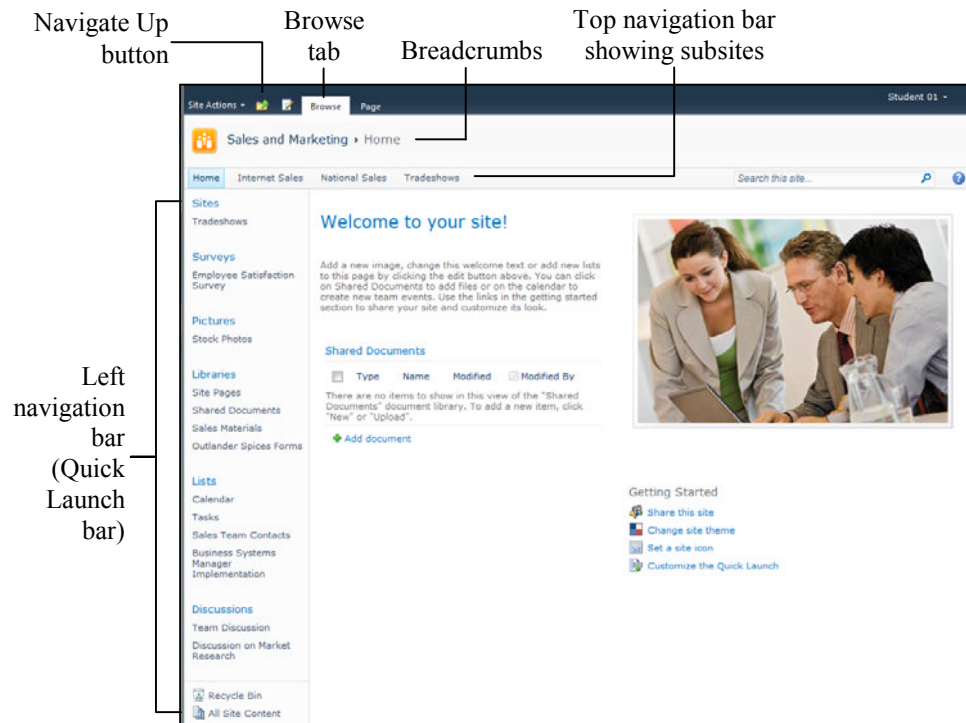 Navigate Up
button
Browse
tab
Breadcrumbs
Top navigation bar
showing subsites
Site Actions
Browse
Page
Student 01
Sales and Marketing › Home
Home
Internet Sales
National Sales
Tradeshows
Search this site...
Left
navigation
bar
(Quick
Launch
bar)
Sites
Tradeshows
Surveys
Employee Satisfaction
Survey
Pictures
Stock Photos
Libraries
Site Pages
Shared Documents
Sales Materials
Outlander Spices Forms
Lists
Calendar
Tasks
Sales Team Contacts
Business Systems
Manager
Implementation
Discussions
Team Discussion
Discussion on Market
Research
Recycle Bin
All Site Content
Welcome to your site!
Add a new image, change this welcome text or add new lists
to this page by clicking the edit button above. You can click
on Shared Documents to add files or on the calendar to
create new team events. Use the links in the getting started
section to share your site and customize its look.
Shared Documents
Type Name Modified Modified By
There are no items to show in this view of the "Shared
Documents" document library. To add a new item, click
"New" or "Upload".
Add document
Getting Started
Share this site
Change site theme
Set a site icon
Customize the Quick Launch